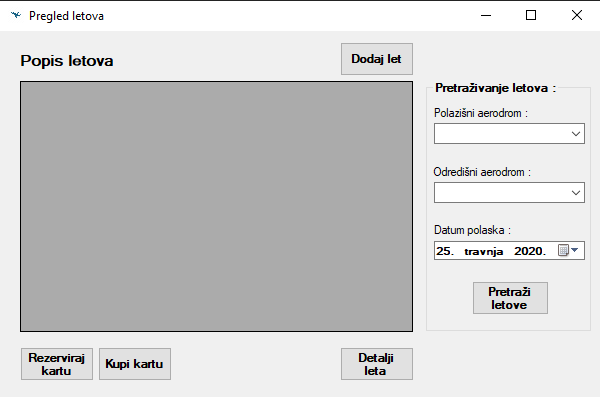 Pregled letova
Popis letova
Dodaj let
Pretraživanje letova :
Polazišni aerodrom :
Odredišni aerodrom :
Datum polaska :
25. travnja 2020.
Pretraži
letove
Rezerviraj
kartu
Kupi kartu
Detalji
leta